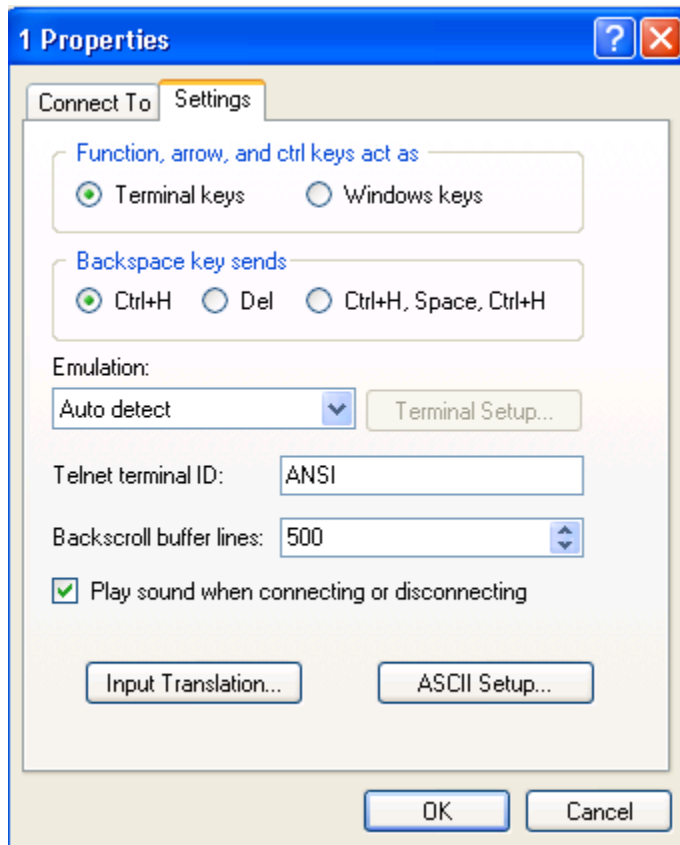 1 Properties
Connect To Settings
Function, arrow, and ctrl keys act as
Terminal keys Windows keys
Backspace key sends
Ctrl+H Del Ctrl+H, Space, Ctrl+H
Emulation:
Auto detect Terminal Setup...
Telnet terminal ID: ANSI
Backscroll buffer lines: 500
Play sound when connecting or disconnecting
Input Translation... ASCII Setup...
OK Cancel